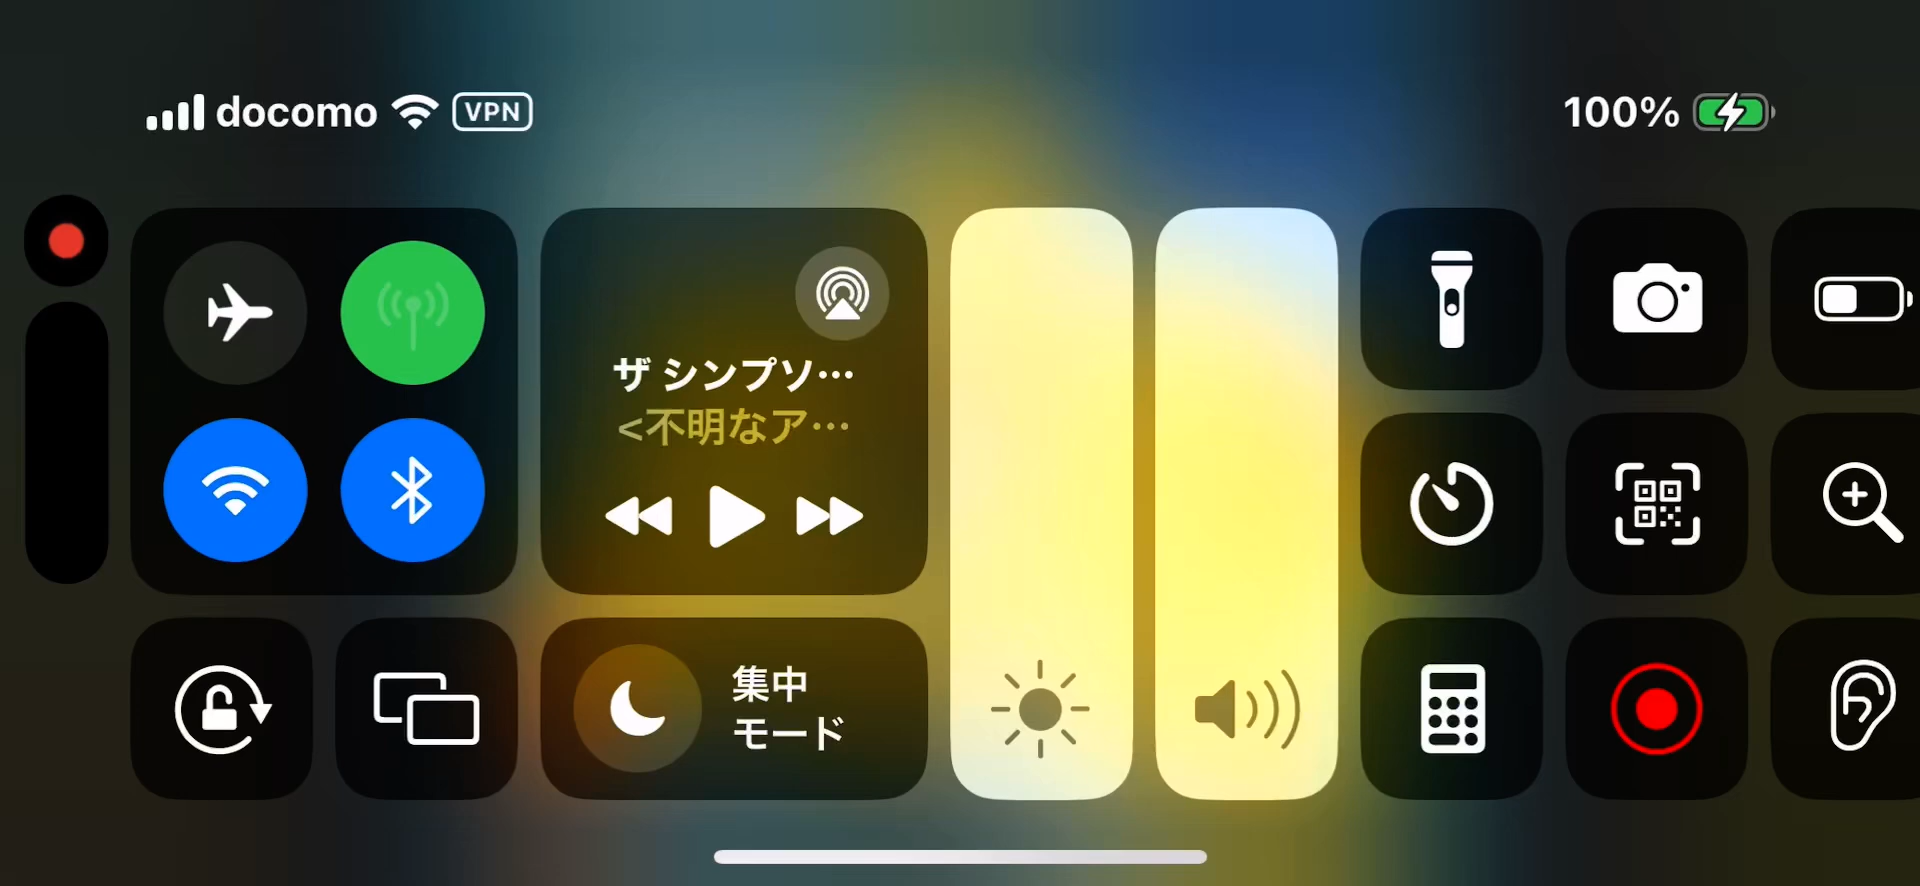 docomo VPN
100%
ザ シンプソ…
<不明なア…
集中
モード